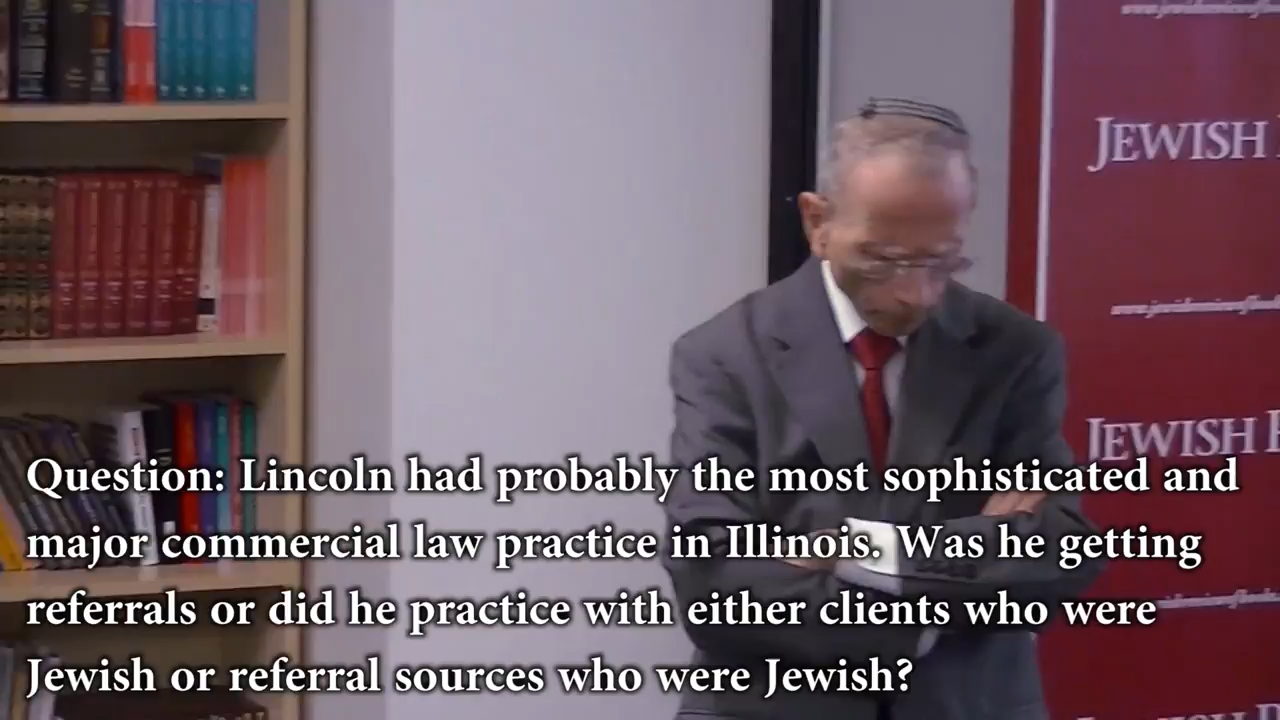 JEWISH
Question: Lincoln had probably the most sophisticated and
major commercial law practice in Illinois. Was he getting
referrals or did he practice with either clients who were
Jewish or referral sources who were Jewish?
JEWISH
JEWISH